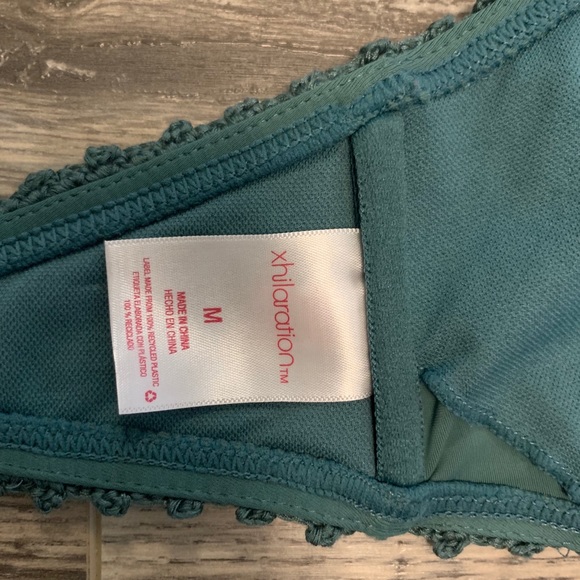 xhilaration™
M
MADE IN CHINA
HECHO EN CHINA
LABEL MADE FROM 100% RECYCLED PLASTIC
ETIQUETA ELABORADA CON PLÁSTICO
100 % RECICLADO